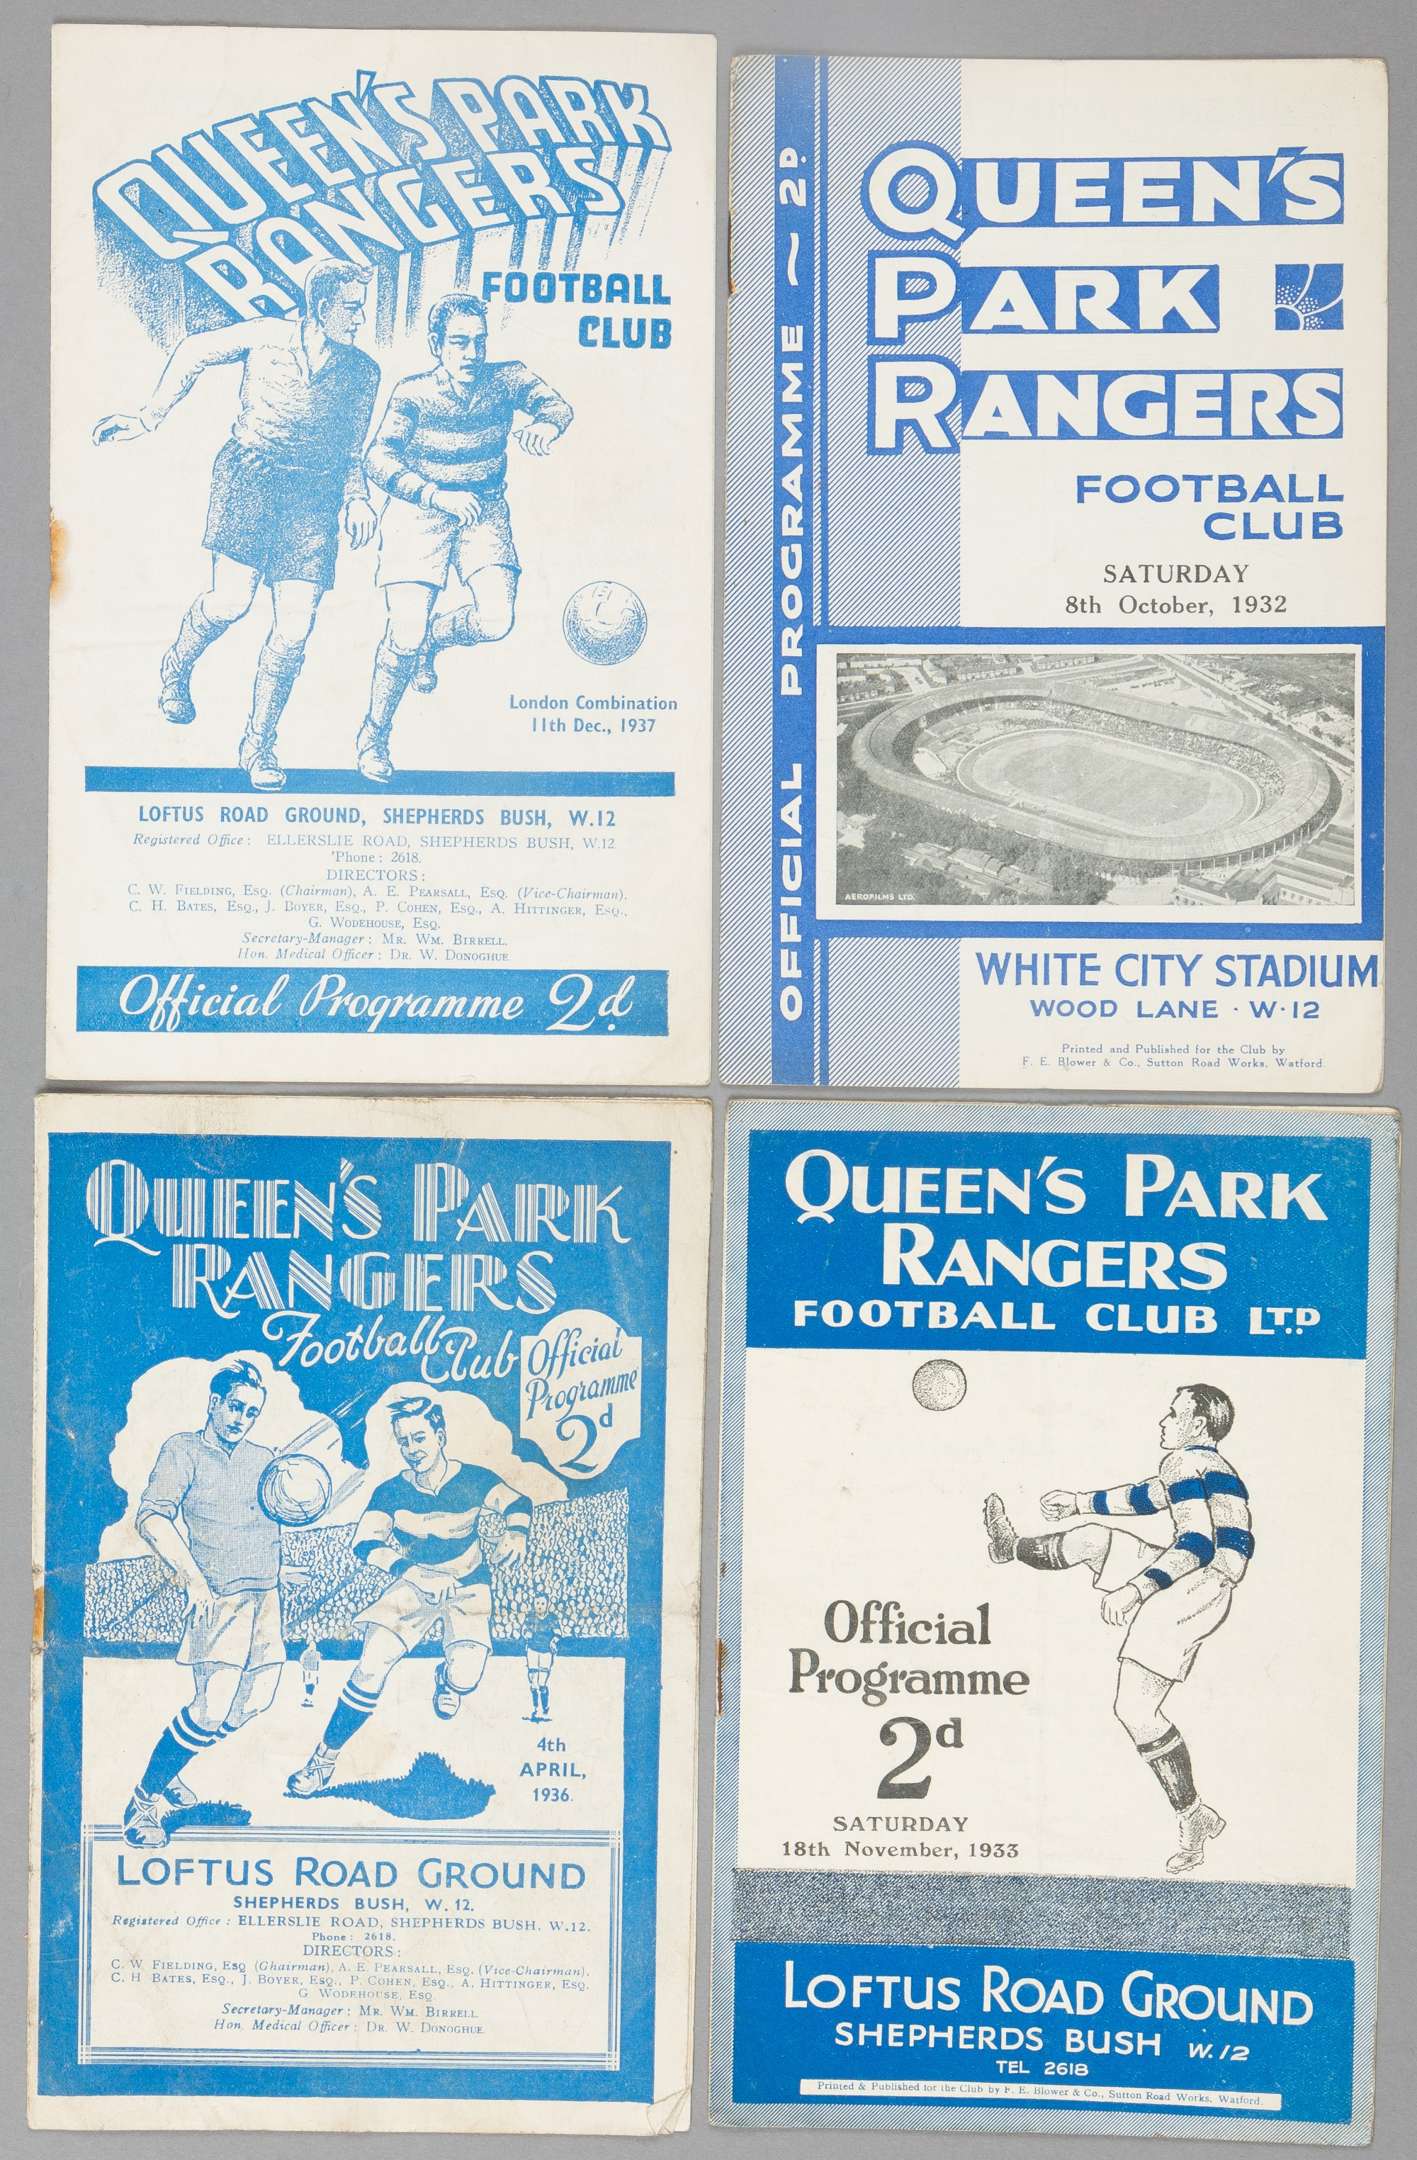 QUEEN'S PARK
RANGERS
FOOTBALL
CLUB
London Combination
11th Dec., 1937
LOFTUS ROAD GROUND, SHEPHERDS BUSH, W.12
Registered Office: ELLERSLIE ROAD, SHEPHERDS BUSH, W.12.
'Phone: 2618.
DIRECTORS:
C. W. FIELDING, ESQ. (Chairman), A. E. PEARSALL, ESQ. (Vice-Chairman).
C. H. BATES, ESQ., J. BOYER, ESQ., P. COHEN, ESQ., A. HITTINGER, ESQ.,
G. WODEHOUSE, ESQ.
Secretary-Manager: MR. WM. BIRRELL.
Hon. Medical Officer: DR. W. DONOGHUE
Official Programme 2d.
OFFICIAL PROGRAMME ~ 2D.
QUEEN'S
PARK
RANGERS
FOOTBALL
CLUB
SATURDAY
8th October, 1932
AEROFILMS LTD.
WHITE CITY STADIUM
WOOD LANE · W·12
Printed and Published for the Club by
F. E. Blower & Co., Sutton Road Works, Watford.
QUEEN'S PARK
RANGERS
Football Club
Official
Programme
2d
4th
APRIL,
1936.
LOFTUS ROAD GROUND
SHEPHERDS BUSH, W. 12.
Registered Office: ELLERSLIE ROAD, SHEPHERDS BUSH, W.12.
Phone: 2618.
DIRECTORS:
C. W. FIELDING, ESQ (Chairman), A. E. PEARSALL, ESQ. (Vice-Chairman).
C. H BATES, ESQ., J. BOYER, ESQ., P. COHEN, ESQ., A. HITTINGER, ESQ.
G WODEHOUSE, ESQ.
Secretary-Manager: MR. WM. BIRRELL
Hon. Medical Officer: DR. W. DONOGHUE.
QUEEN'S PARK
RANGERS
FOOTBALL CLUB LTD.
Official
Programme
2d
SATURDAY
18th November, 1933
LOFTUS ROAD GROUND
SHEPHERDS BUSH W.12
TEL 2618
Printed & Published for the Club by F. E. Blower & Co., Sutton Road Works, Watford.